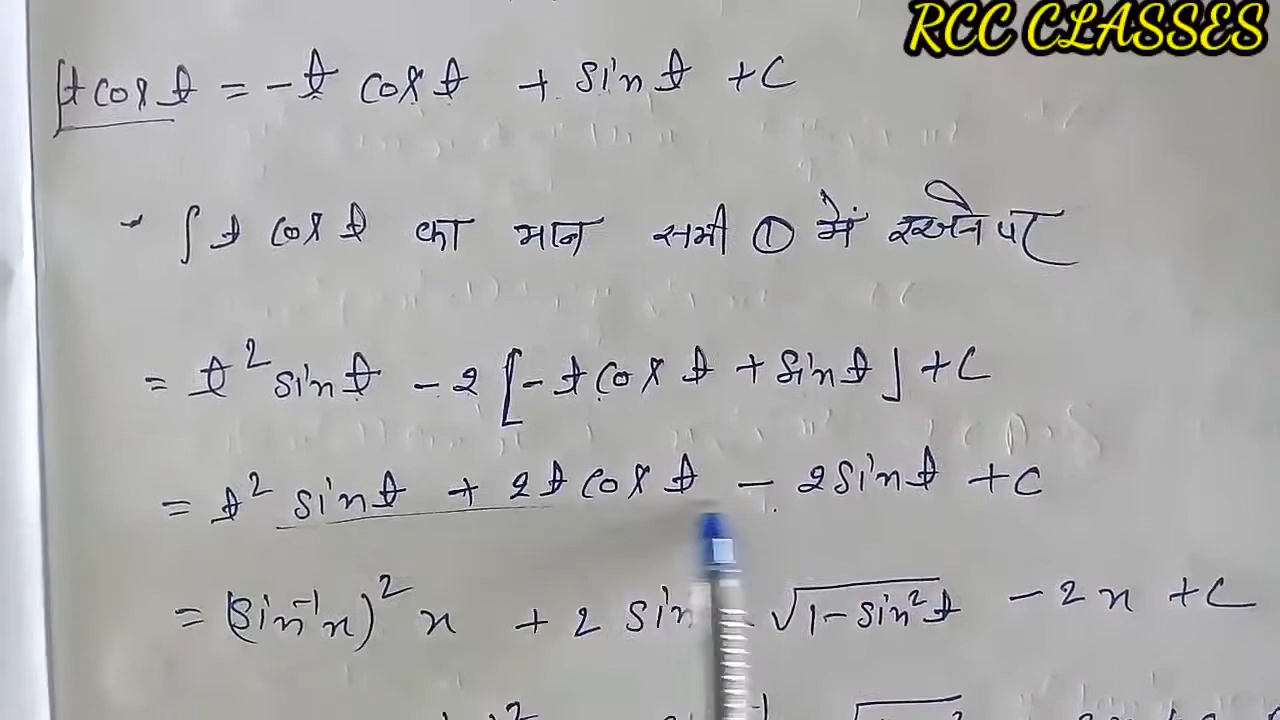 RCC CLASSES
∫t cos t = -t cos t + sin t + C
∫ t cos t का मान समी ① में रखने पर
= t² sin t - 2 [-t cos t + sin t] + C
= t² sin t + 2t cos t - 2 sin t + C
= (sin⁻¹x)² x + 2 sin √1-sin²t - 2x + C